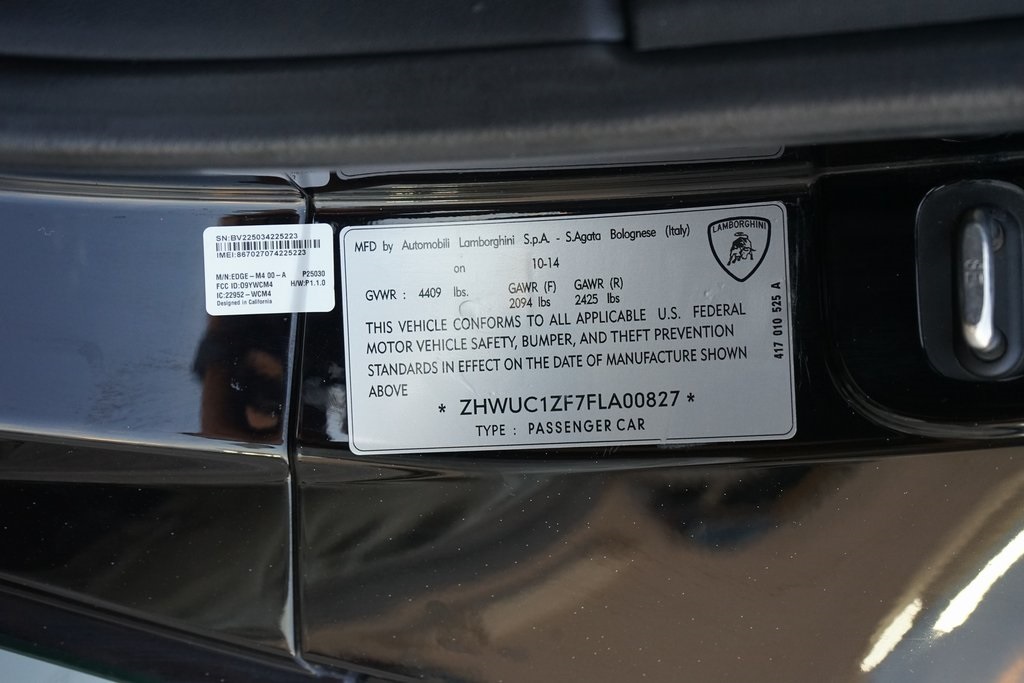 SN:BV225034225223
IMEI:867027074225223
M/N:EDGE-M4 00-A P25030
FCC ID:O9YWCM4 H/W:P1.1.0
IC:22952-WCM4
Designed in California
MFD by Automobili Lamborghini S.p.A. - S.Agata Bolognese (Italy)
on 10-14
LAMBORGHINI
GVWR : 4409 lbs. GAWR (F) GAWR (R)
2094 lbs 2425 lbs
THIS VEHICLE CONFORMS TO ALL APPLICABLE U.S. FEDERAL
MOTOR VEHICLE SAFETY, BUMPER, AND THEFT PREVENTION
STANDARDS IN EFFECT ON THE DATE OF MANUFACTURE SHOWN
ABOVE
* ZHWUC1ZF7FLA00827 *
TYPE : PASSENGER CAR
417 010 525 A